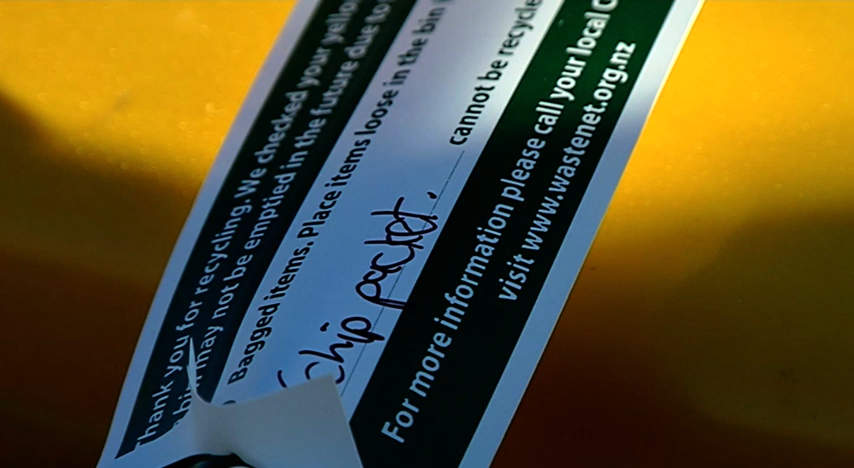 Thank you for recycling. We checked your yello
bin may not be emptied in the future due to
Bagged items. Place items loose in the bin
Chip packet. cannot be recycle
For more information please call your local C
visit www.wastenet.org.nz